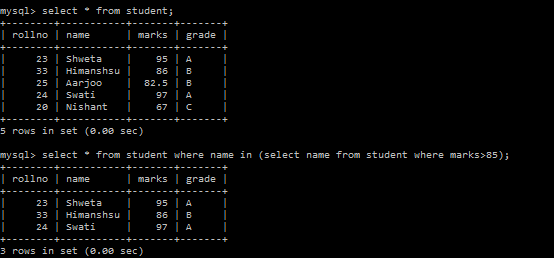 mysql> select * from student;
+--------+-----------+-------+-------+
| rollno | name      | marks | grade |
+--------+-----------+-------+-------+
|     23 | Shweta    |    95 | A     |
|     33 | Himanshsu |    86 | B     |
|     25 | Aarjoo    |  82.5 | B     |
|     24 | Swati     |    97 | A     |
|     20 | Nishant   |    67 | C     |
+--------+-----------+-------+-------+
5 rows in set (0.00 sec)

mysql> select * from student where name in (select name from student where marks>85);
+--------+-----------+-------+-------+
| rollno | name      | marks | grade |
+--------+-----------+-------+-------+
|     23 | Shweta    |    95 | A     |
|     33 | Himanshsu |    86 | B     |
|     24 | Swati     |    97 | A     |
+--------+-----------+-------+-------+
3 rows in set (0.00 sec)